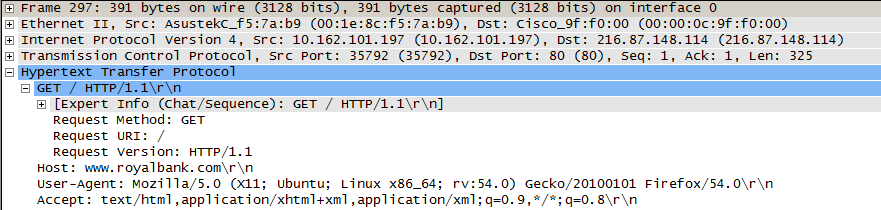 Frame 297: 391 bytes on wire (3128 bits), 391 bytes captured (3128 bits) on interface 0
Ethernet II, Src: AsustekC_f5:7a:b9 (00:1e:8c:f5:7a:b9), Dst: Cisco_9f:f0:00 (00:00:0c:9f:f0:00)
Internet Protocol Version 4, Src: 10.162.101.197 (10.162.101.197), Dst: 216.87.148.114 (216.87.148.114)
Transmission Control Protocol, Src Port: 35792 (35792), Dst Port: 80 (80), Seq: 1, Ack: 1, Len: 325
Hypertext Transfer Protocol
GET / HTTP/1.1\r\n
[Expert Info (Chat/Sequence): GET / HTTP/1.1\r\n]
Request Method: GET
Request URI: /
Request Version: HTTP/1.1
Host: www.royalbank.com\r\n
User-Agent: Mozilla/5.0 (X11; Ubuntu; Linux x86_64; rv:54.0) Gecko/20100101 Firefox/54.0\r\n
Accept: text/html,application/xhtml+xml,application/xml;q=0.9,*/*;q=0.8\r\n